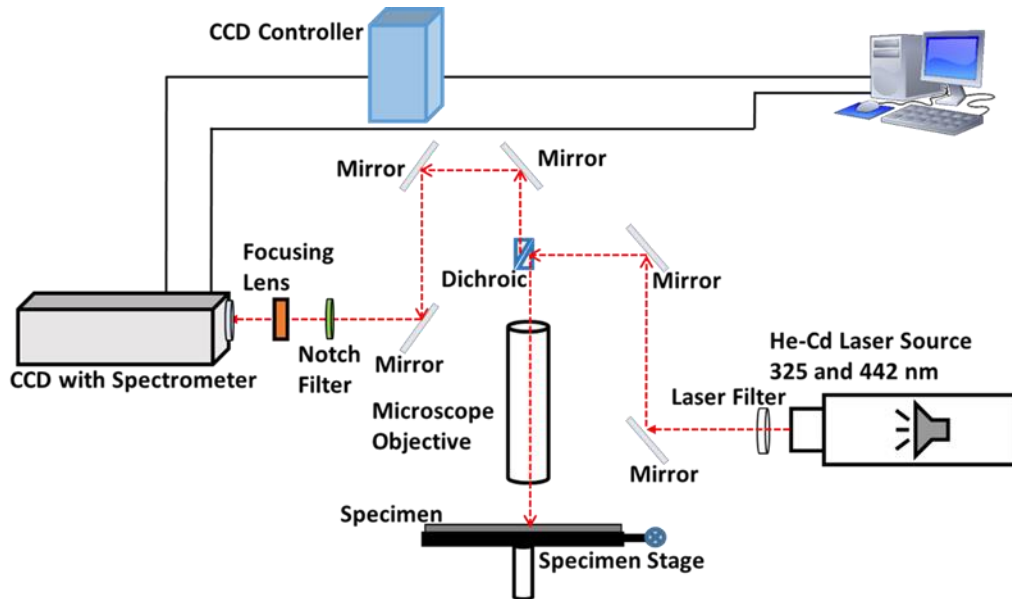 CCD Controller
Mirror
Mirror
Focusing
Lens
Dichroic
Mirror
Mirror
Notch
Filter
CCD with Spectrometer
He-Cd Laser Source
325 and 442 nm
Laser Filter
Microscope
Objective
Mirror
Specimen
Specimen Stage